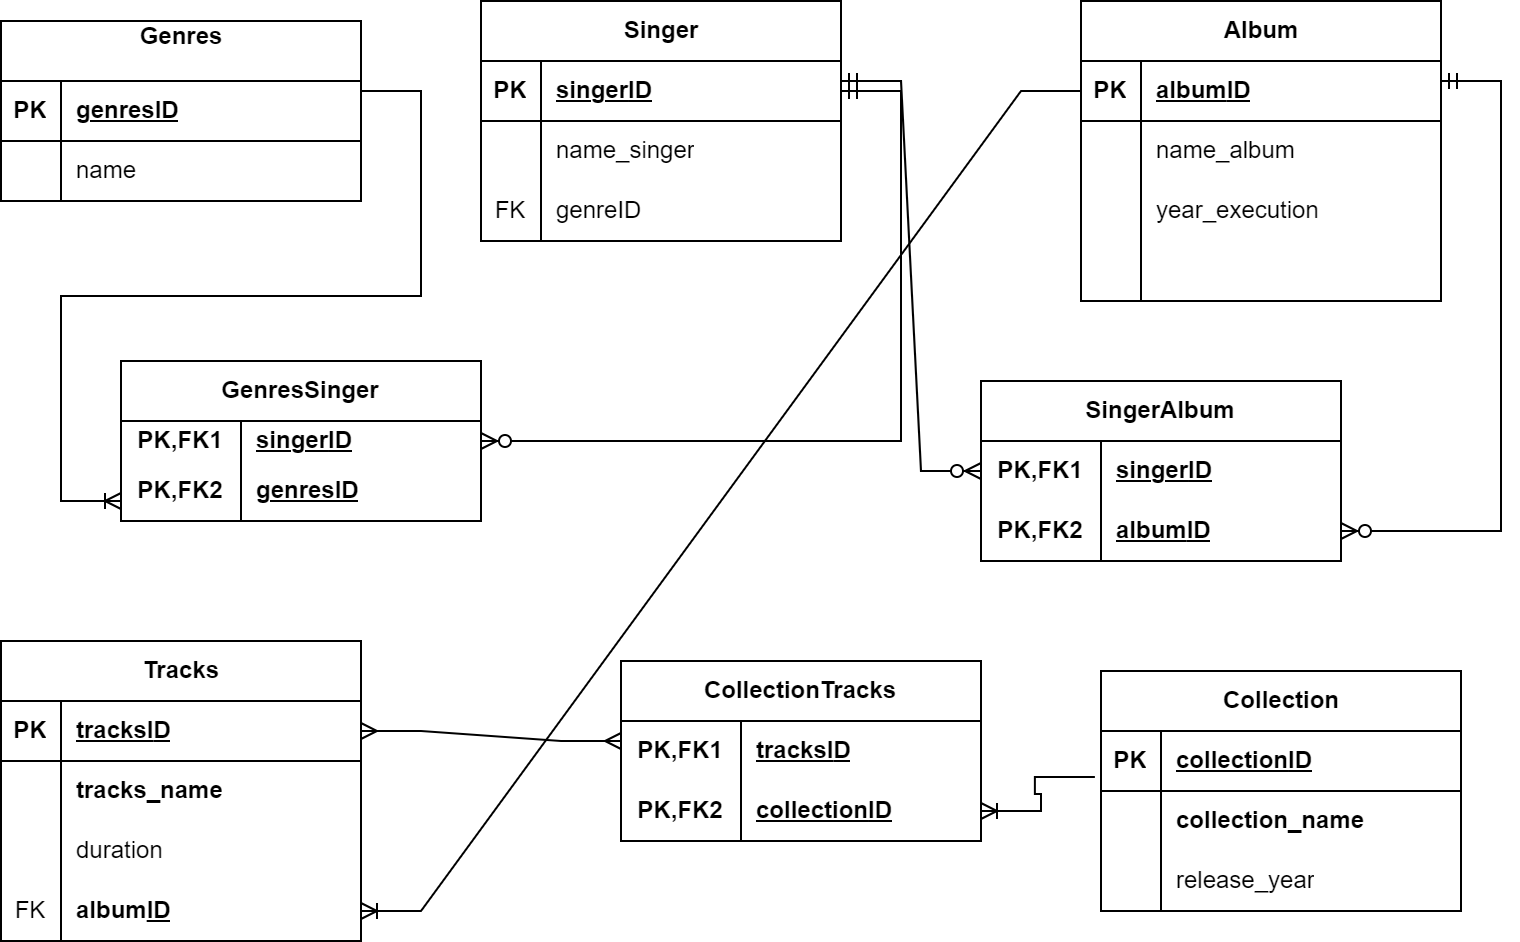 Genres
PK genresID
name
Singer
PK singerID
name_singer
FK genreID
Album
PK albumID
name_album
year_execution
GenresSinger
PK,FK1 singerID
PK,FK2 genresID
SingerAlbum
PK,FK1 singerID
PK,FK2 albumID
Tracks
PK tracksID
tracks_name
duration
FK albumID
CollectionTracks
PK,FK1 tracksID
PK,FK2 collectionID
Collection
PK collectionID
collection_name
release_year